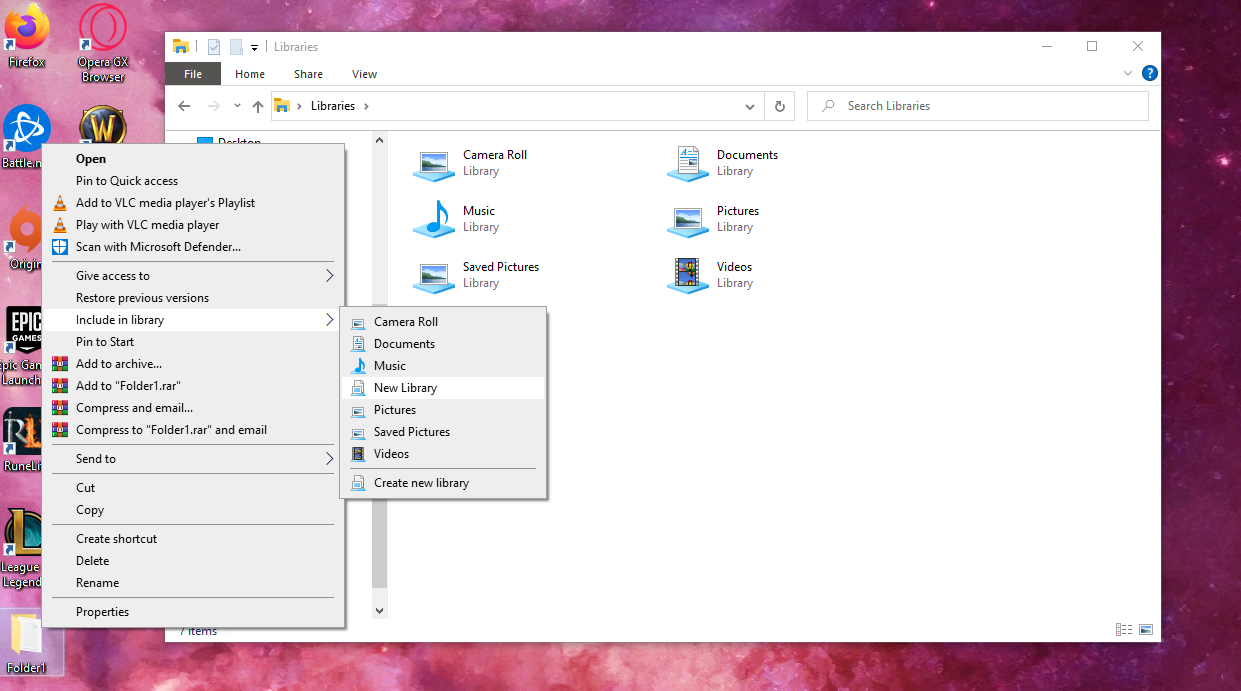 Firefox
Opera GX
Browser
Battle.n
Origin
EPIC
GAMES
Epic Gam
Launch
RuneLi
League
Legend
Folder1
Libraries
File
Home
Share
View
Libraries
Search Libraries
Desktop
Camera Roll
Library
Documents
Library
Music
Library
Pictures
Library
Saved Pictures
Library
Videos
Library
7 items
Open
Pin to Quick access
Add to VLC media player's Playlist
Play with VLC media player
Scan with Microsoft Defender...
Give access to
Restore previous versions
Include in library
Pin to Start
Add to archive...
Add to "Folder1.rar"
Compress and email...
Compress to "Folder1.rar" and email
Send to
Cut
Copy
Create shortcut
Delete
Rename
Properties
Camera Roll
Documents
Music
New Library
Pictures
Saved Pictures
Videos
Create new library